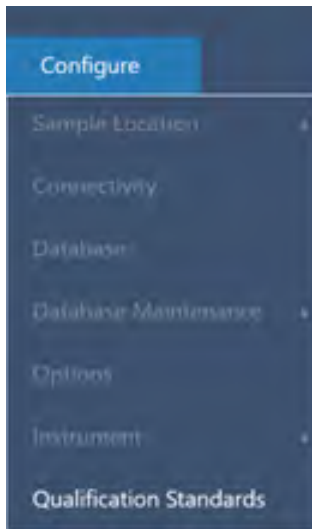 Configure
Sample Location
Connectivity
Database
Database Maintenance
Options
Instrument
Qualification Standards